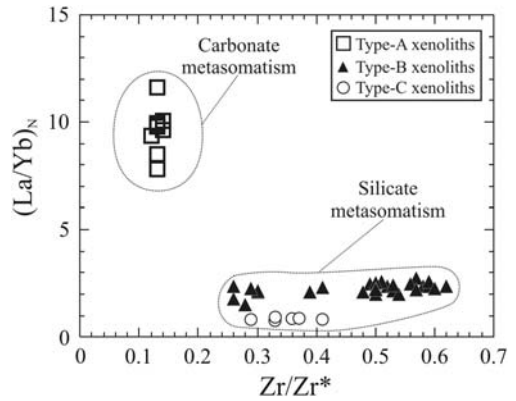 15
10
5
0
(La/Yb)N
Carbonate
metasomatism
Type-A xenoliths
Type-B xenoliths
Type-C xenoliths
Silicate
metasomatism
0 0.1 0.2 0.3 0.4 0.5 0.6 0.7
Zr/Zr*